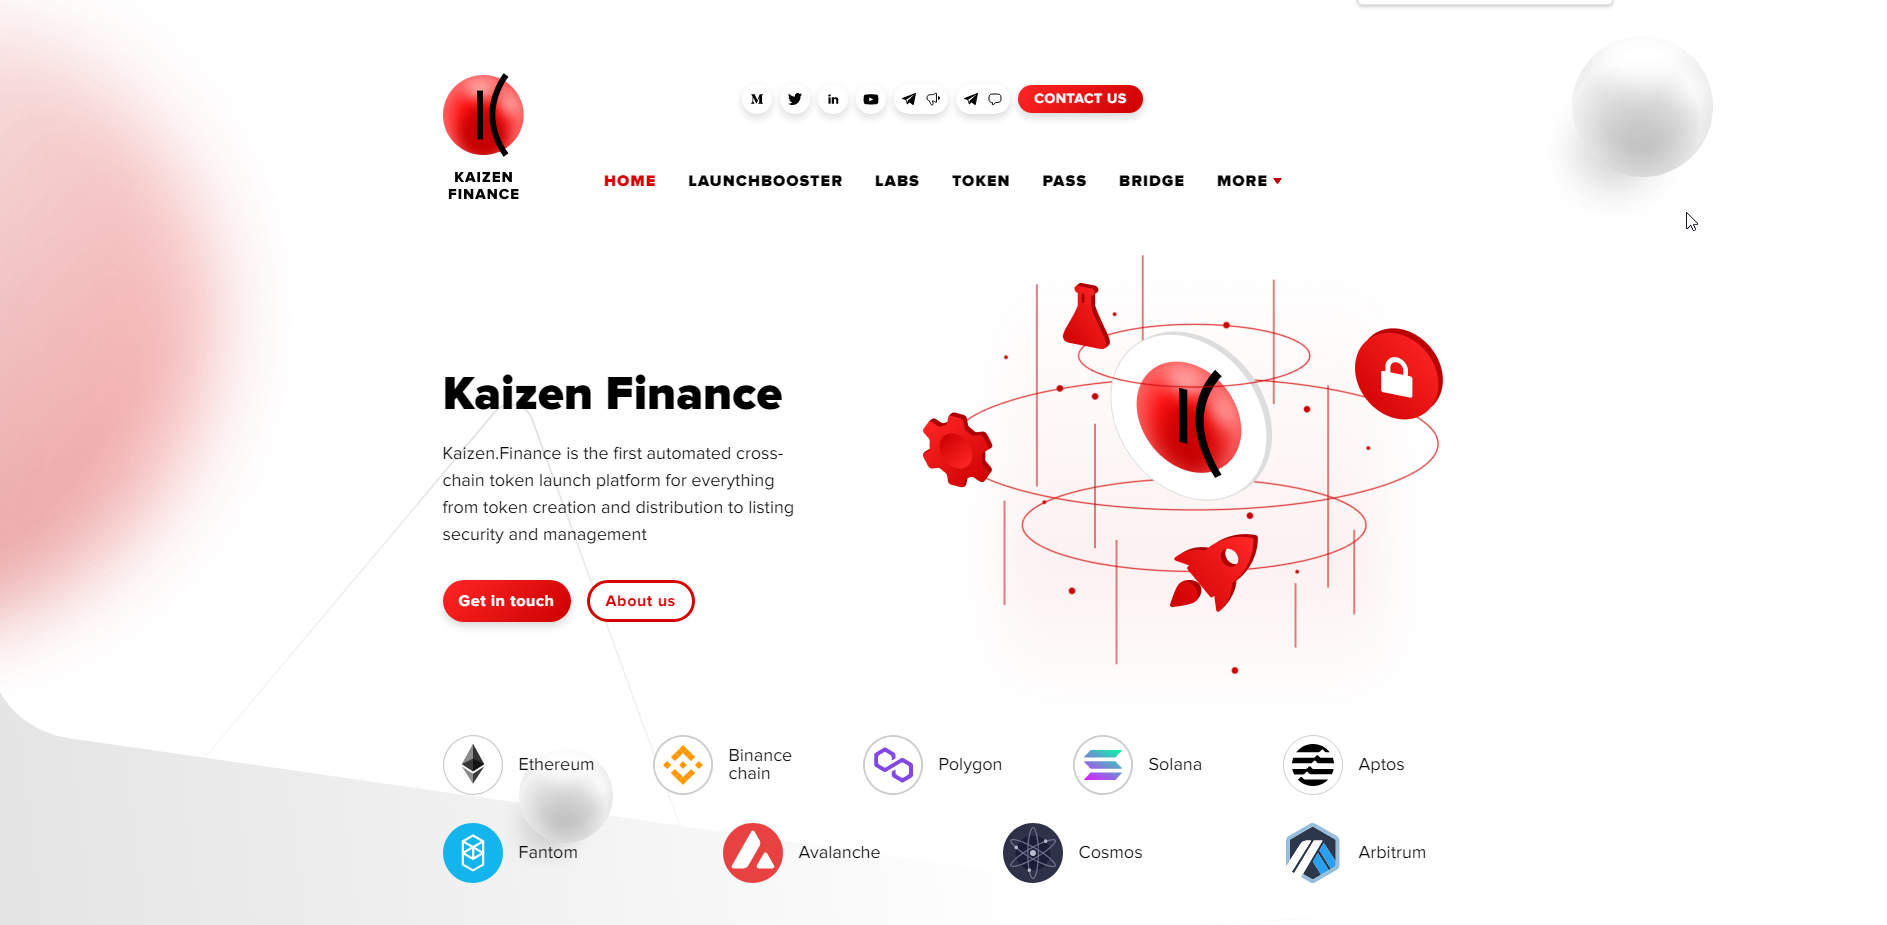 M
in
CONTACT US
KAIZEN
FINANCE
HOME LAUNCHBOOSTER LABS TOKEN PASS BRIDGE MORE
Kaizen Finance
Kaizen.Finance is the first automated cross-
chain token launch platform for everything
from token creation and distribution to listing
security and management
Get in touch
About us
Ethereum
Binance
chain
Polygon
Solana
Aptos
Fantom
Avalanche
Cosmos
Arbitrum